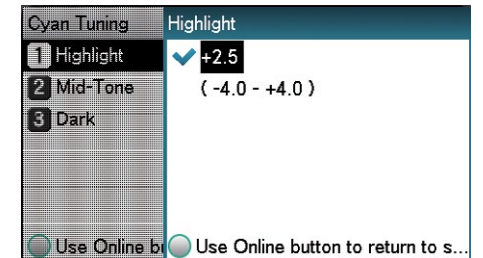 Cyan Tuning
1 Highlight
2 Mid-Tone
3 Dark
Use Online bu
Highlight
+2.5
( -4.0 - +4.0 )
Use Online button to return to s...